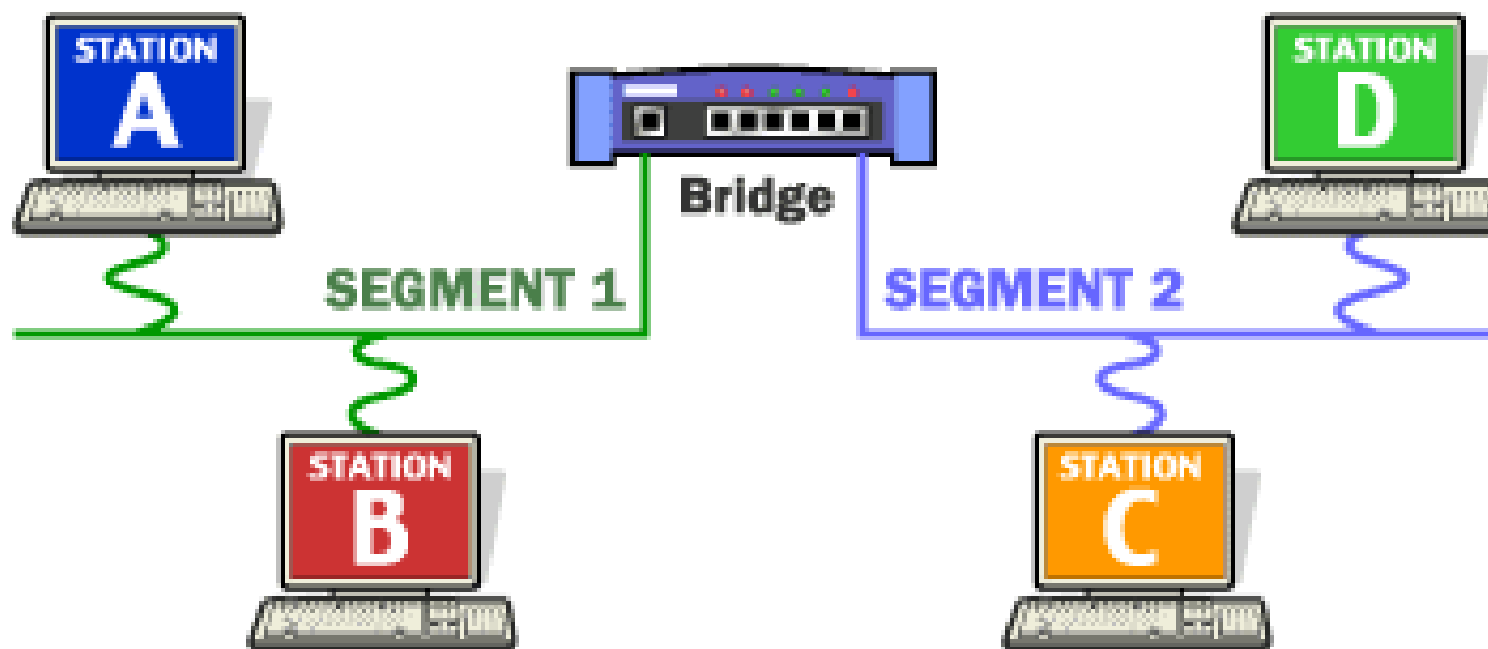 STATION
A
STATION
D
Bridge
SEGMENT 1
SEGMENT 2
STATION
B
STATION
C